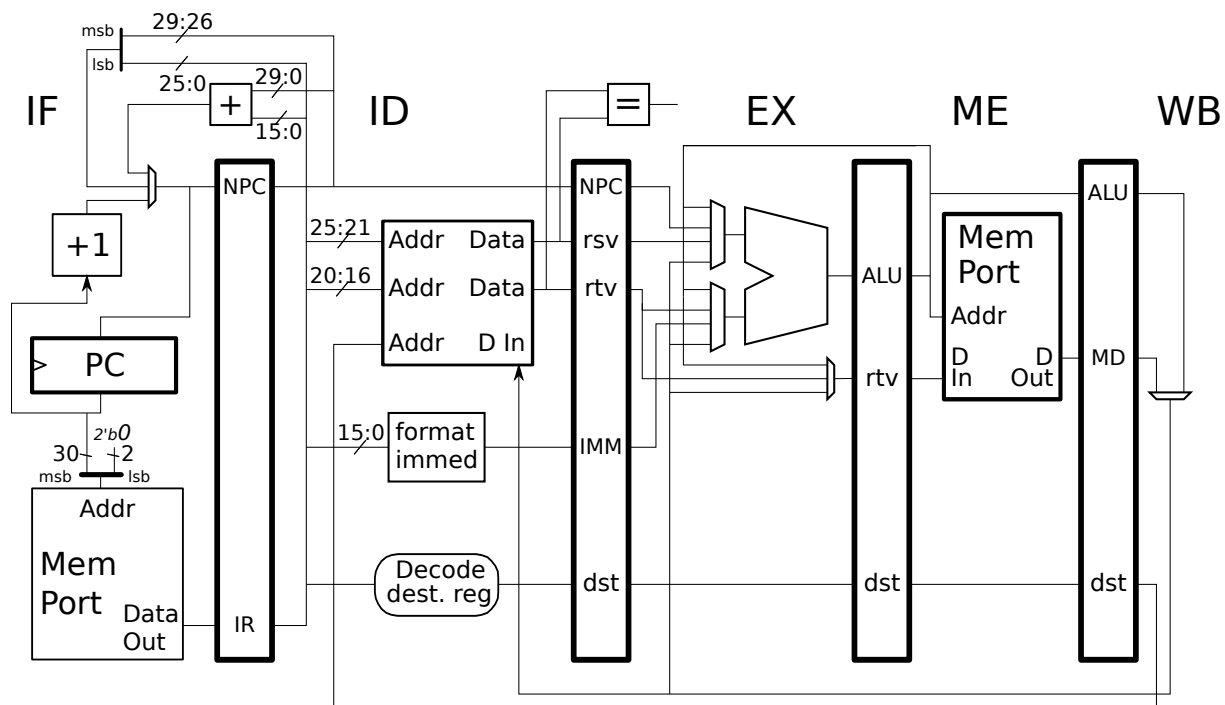 29:26
msb
lsb
25:0
29:0
15:0
+
=
IF
ID
EX
ME
WB
NPC
NPC
ALU
+1
25:21
Addr
Data
rsv
Mem
Port
20:16
Addr
Data
rtv
ALU
Addr
Addr
D In
PC
D
In
D
Out
MD
rtv
2'b0
30
2
msb
lsb
15:0
format
immed
IMM
Addr
Mem
Port
Data
Out
IR
Decode
dest. reg
dst
dst
dst